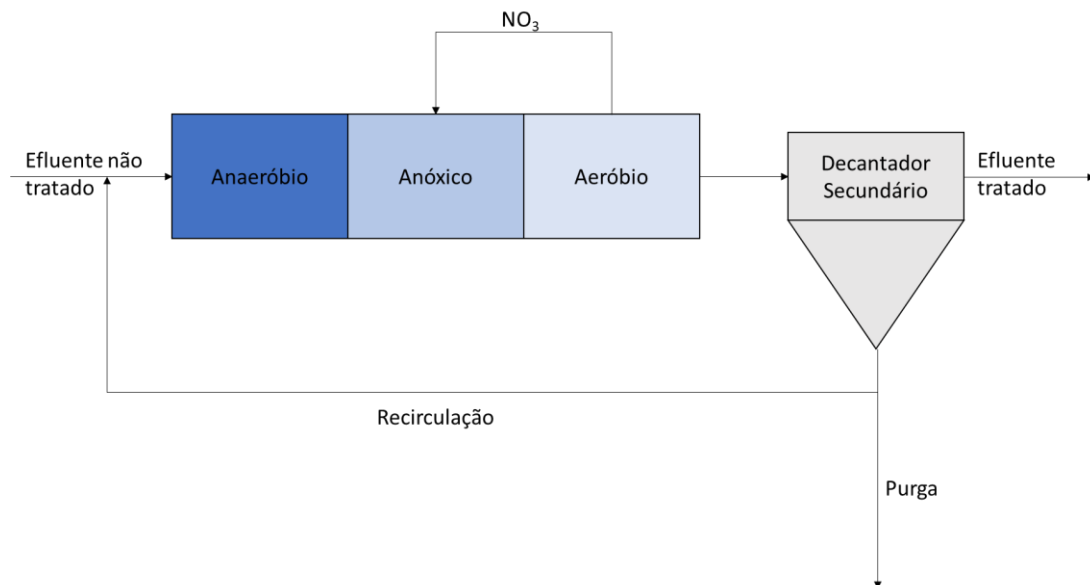 NO₃
Efluente não
tratado
Anaeróbio
Anóxico
Aeróbio
Decantador
Secundário
Efluente
tratado
Recirculação
Purga